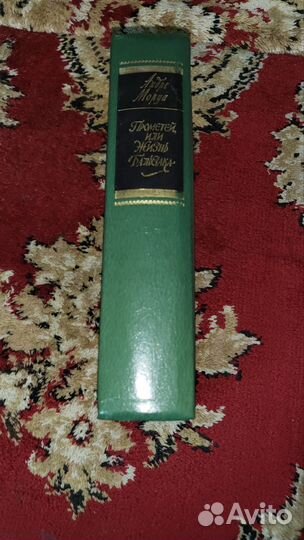 Андре
Моруа
Прометей,
или
жизнь
Бальзака
Avito